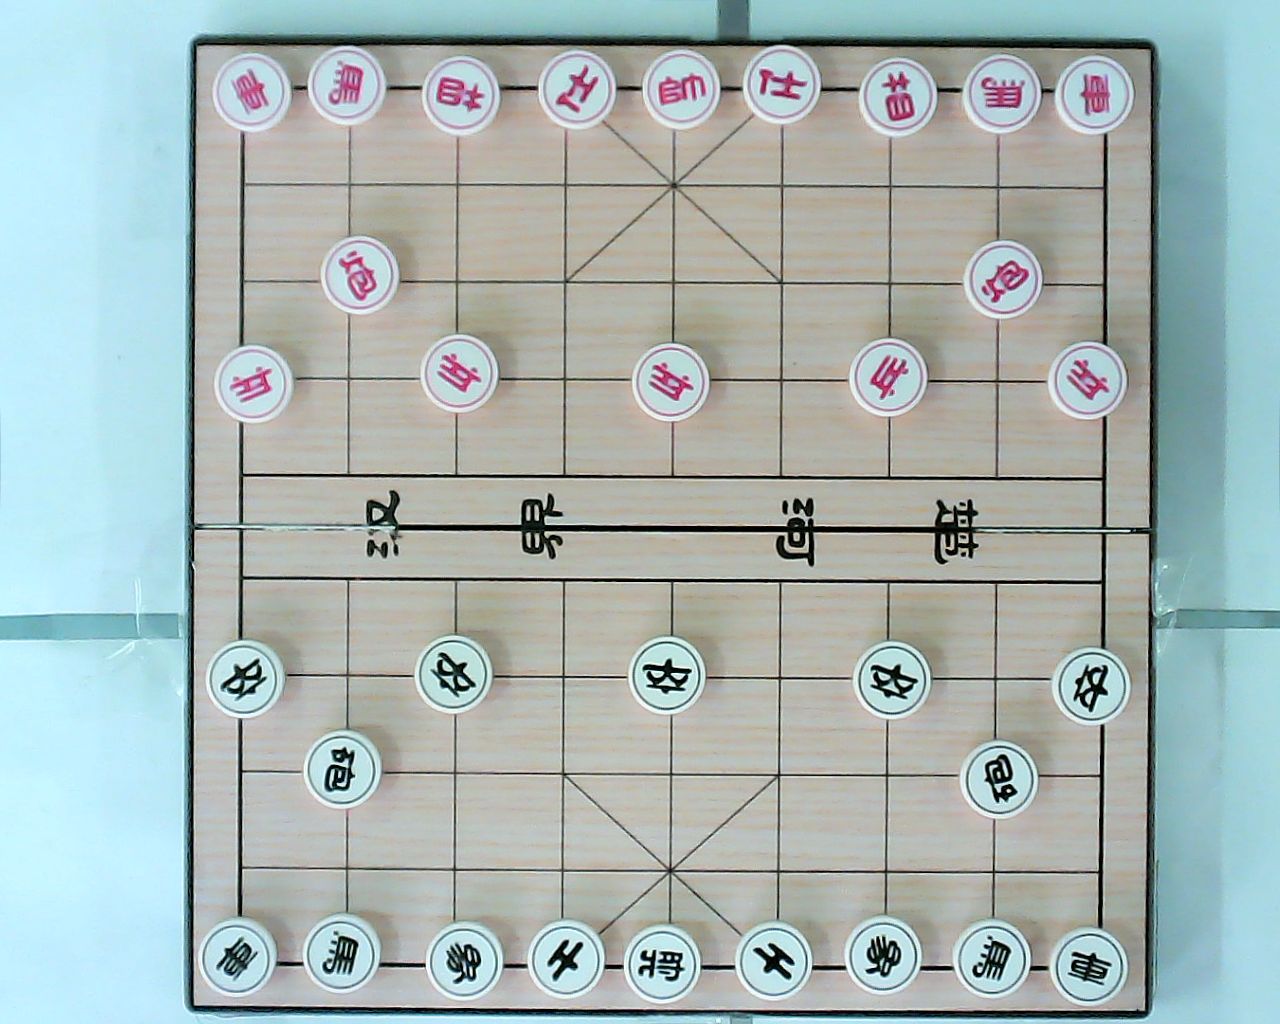 車 馬 相 仕 帥 仕 相 馬 車
炮 炮
兵 兵 兵 兵 兵
漢 界 河 楚
卒 卒 卒 卒 卒
砲 砲
車 馬 象 士 將 士 象 馬 車